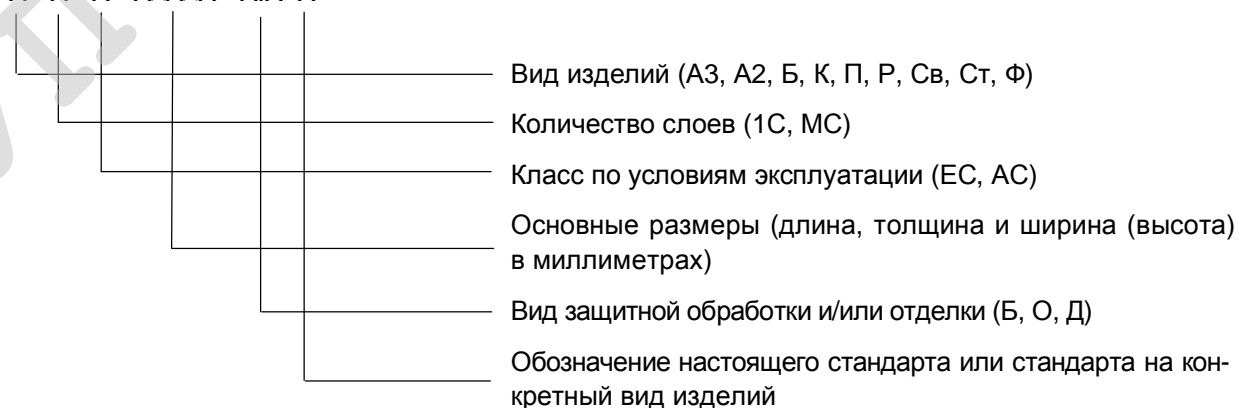 Вид изделий (А3, А2, Б, К, П, Р, Св, Ст, Ф)
Количество слоев (1С, МС)
Класс по условиям эксплуатации (ЕС, АС)
Основные размеры (длина, толщина и ширина (высота)
в миллиметрах)
Вид защитной обработки и/или отделки (Б, О, Д)
Обозначение настоящего стандарта или стандарта на кон-
кретный вид изделий